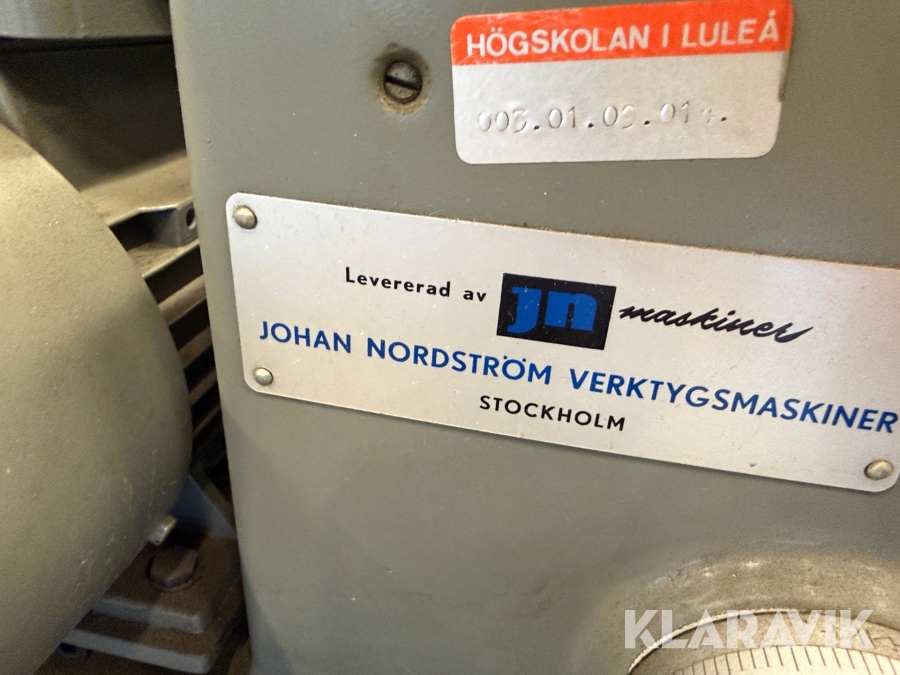 HÖGSKOLAN I LULEÅ
Levererad av jn maskiner
JOHAN NORDSTRÖM VERKTYGSMASKINER
STOCKHOLM
KLARAVIK